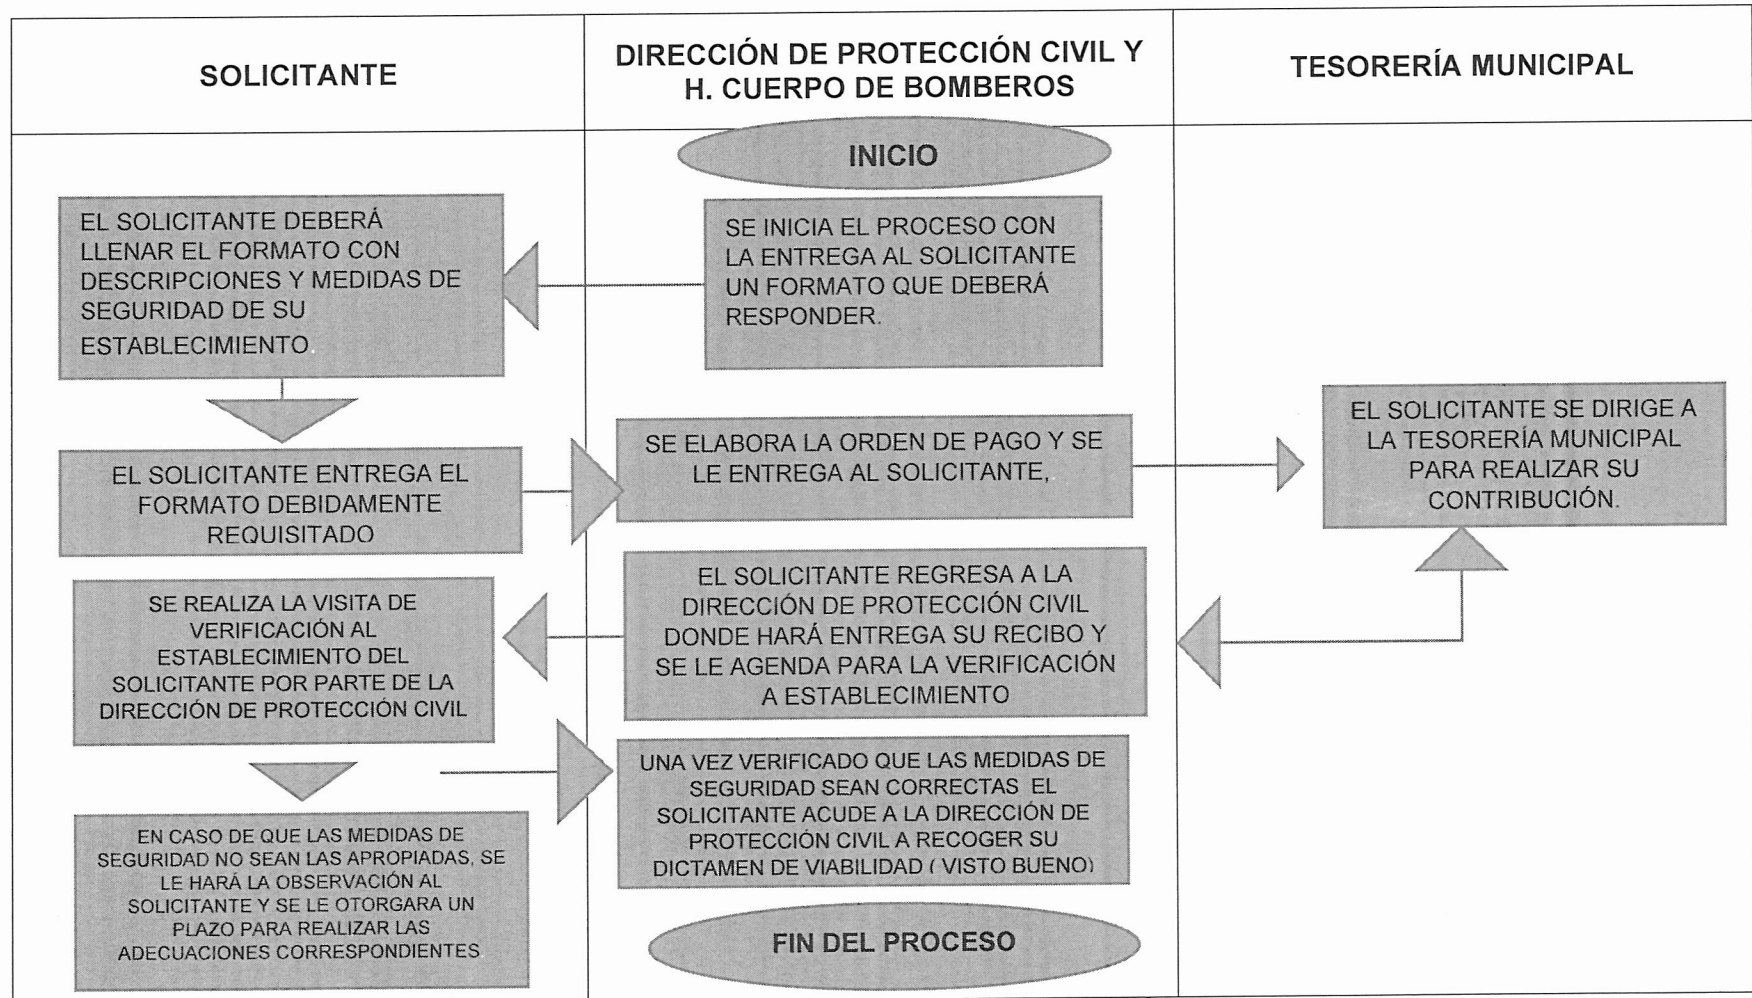 SOLICITANTE
DIRECCIÓN DE PROTECCIÓN CIVIL Y
H. CUERPO DE BOMBEROS
TESORERÍA MUNICIPAL
INICIO
SE INICIA EL PROCESO CON
LA ENTREGA AL SOLICITANTE
UN FORMATO QUE DEBERÁ
RESPONDER.
EL SOLICITANTE DEBERÁ
LLENAR EL FORMATO CON
DESCRIPCIONES Y MEDIDAS DE
SEGURIDAD DE SU
ESTABLECIMIENTO.
EL SOLICITANTE ENTREGA EL
FORMATO DEBIDAMENTE
REQUISITADO
SE ELABORA LA ORDEN DE PAGO Y SE
LE ENTREGA AL SOLICITANTE,
EL SOLICITANTE SE DIRIGE A
LA TESORERÍA MUNICIPAL
PARA REALIZAR SU
CONTRIBUCIÓN.
EL SOLICITANTE REGRESA A LA
DIRECCIÓN DE PROTECCIÓN CIVIL
DONDE HARÁ ENTREGA SU RECIBO Y
SE LE AGENDA PARA LA VERIFICACIÓN
A ESTABLECIMIENTO
SE REALIZA LA VISITA DE
VERIFICACIÓN AL
ESTABLECIMIENTO DEL
SOLICITANTE POR PARTE DE LA
DIRECCIÓN DE PROTECCIÓN CIVIL
EN CASO DE QUE LAS MEDIDAS DE
SEGURIDAD NO SEAN LAS APROPIADAS, SE
LE HARÁ LA OBSERVACIÓN AL
SOLICITANTE Y SE LE OTORGARA UN
PLAZO PARA REALIZAR LAS
ADECUACIONES CORRESPONDIENTES
UNA VEZ VERIFICADO QUE LAS MEDIDAS DE
SEGURIDAD SEAN CORRECTAS EL
SOLICITANTE ACUDE A LA DIRECCIÓN DE
PROTECCIÓN CIVIL A RECOGER SU
DICTAMEN DE VIABILIDAD ( VISTO BUENO)
FIN DEL PROCESO